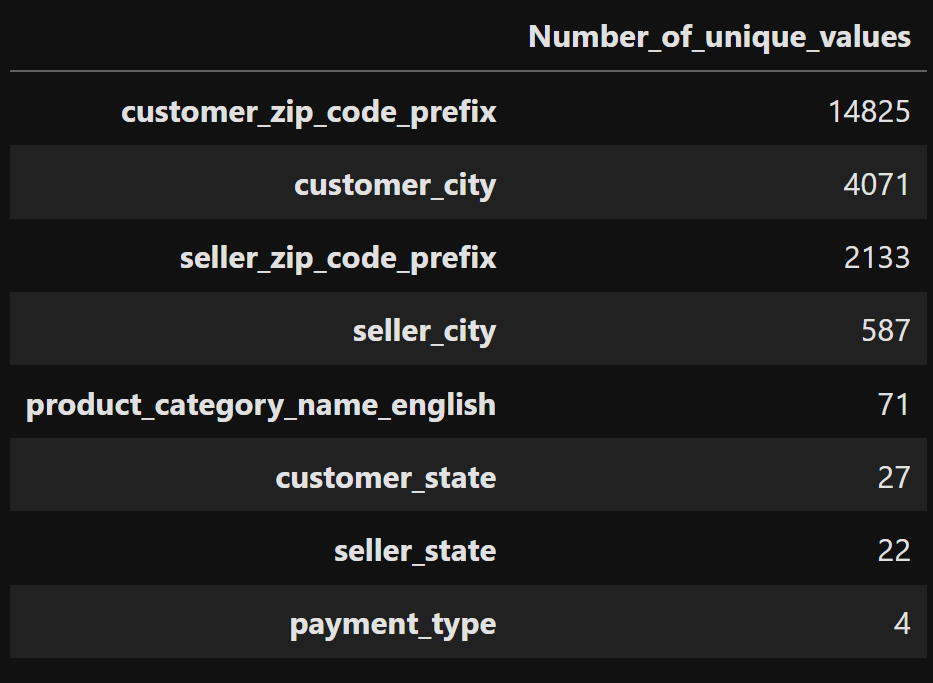 Number_of_unique_values
customer_zip_code_prefix 14825
customer_city 4071
seller_zip_code_prefix 2133
seller_city 587
product_category_name_english 71
customer_state 27
seller_state 22
payment_type 4